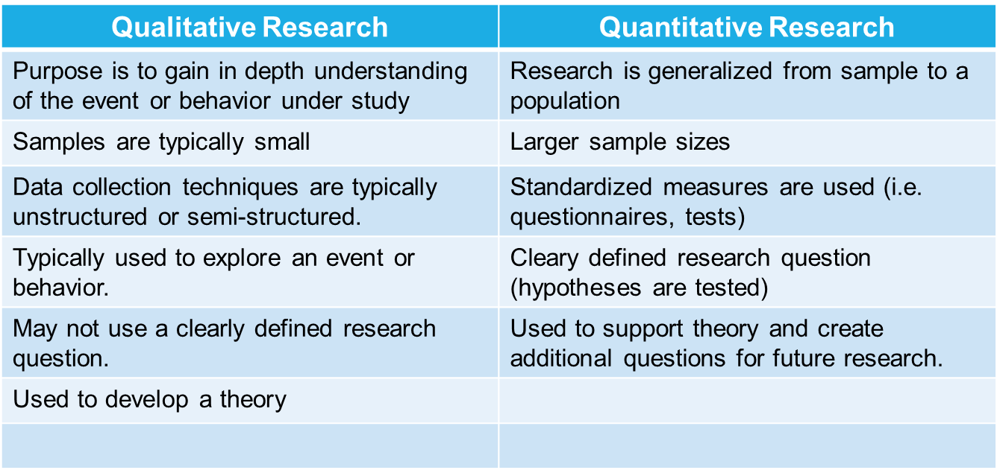 Qualitative Research
Quantitative Research
Purpose is to gain in depth understanding
of the event or behavior under study
Research is generalized from sample to a
population
Samples are typically small
Larger sample sizes
Data collection techniques are typically
unstructured or semi-structured.
Standardized measures are used (i.e.
questionnaires, tests)
Typically used to explore an event or
behavior.
Cleary defined research question
(hypotheses are tested)
May not use a clearly defined research
question.
Used to support theory and create
additional questions for future research.
Used to develop a theory